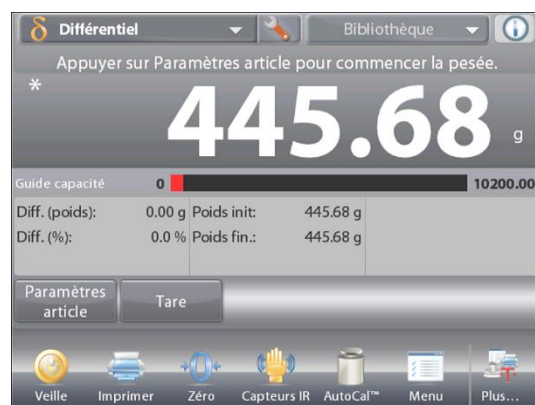 δ Différentiel Bibliothèque i
Appuyer sur Paramètres article pour commencer la pesée.
* 445.68 g
Guide capacité 0 10200.00
Diff. (poids): 0.00 g Poids init: 445.68 g
Diff. (%): 0.0 % Poids fin.: 445.68 g
Paramètres article Tare
Veille Imprimer Zéro Capteurs IR AutoCal™ Menu Plus...